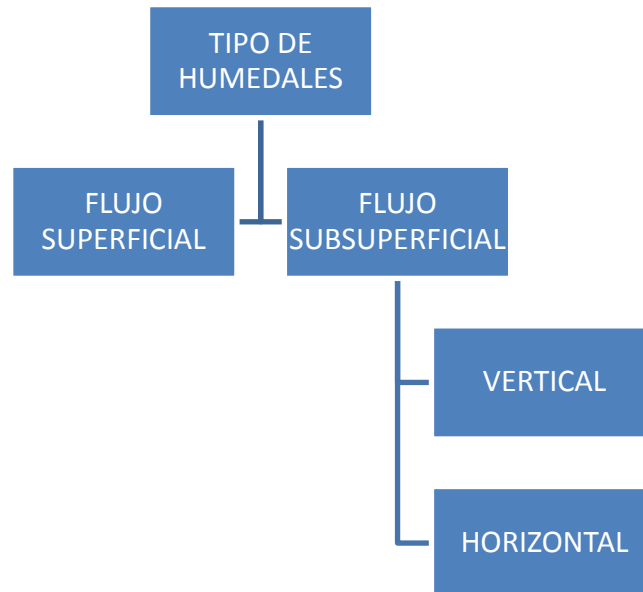 TIPO DE
HUMEDALES
FLUJO
SUPERFICIAL
FLUJO
SUBSUPERFICIAL
VERTICAL
HORIZONTAL